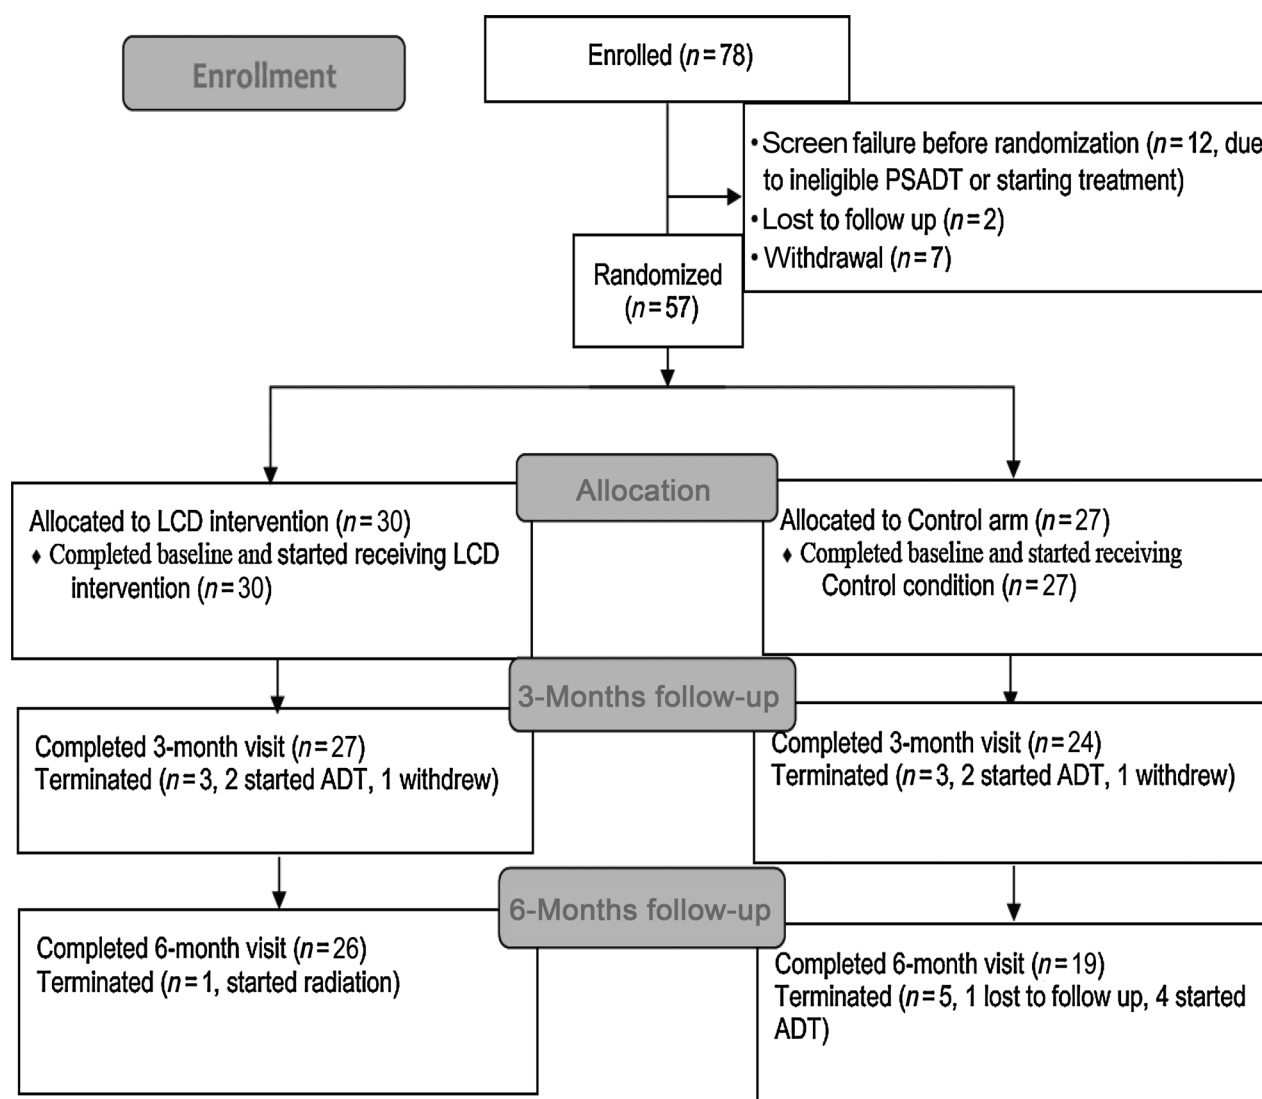 Enrollment
Enrolled (n=78)
• Screen failure before randomization (n=12, due
to ineligible PSADT or starting treatment)
• Lost to follow up (n=2)
• Withdrawal (n=7)
Randomized
(n=57)
Allocation
Allocated to LCD intervention (n=30)
♦ Completed baseline and started receiving LCD
intervention (n=30)
Allocated to Control arm (n=27)
♦ Completed baseline and started receiving
Control condition (n=27)
3-Months follow-up
Completed 3-month visit (n=27)
Terminated (n=3, 2 started ADT, 1 withdrew)
Completed 3-month visit (n=24)
Terminated (n=3, 2 started ADT, 1 withdrew)
6-Months follow-up
Completed 6-month visit (n=26)
Terminated (n=1, started radiation)
Completed 6-month visit (n=19)
Terminated (n=5, 1 lost to follow up, 4 started
ADT)